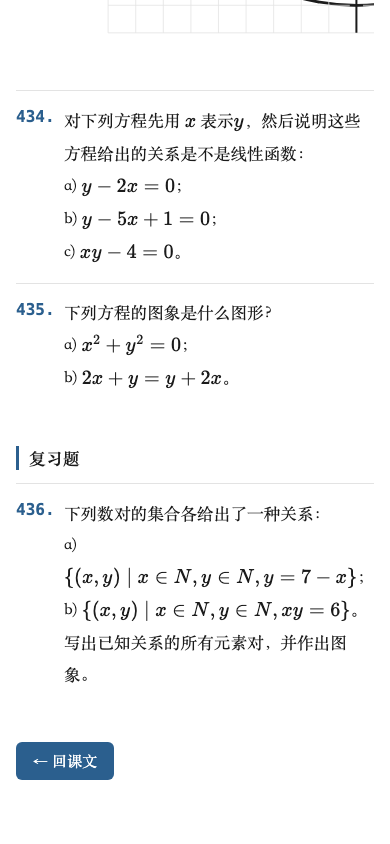 434. 对下列方程先用 x 表示y，然后说明这些
方程给出的关系是不是线性函数：
a) y − 2x = 0;
b) y − 5x + 1 = 0;
c) xy − 4 = 0。
435. 下列方程的图象是什么图形？
a) x² + y² = 0;
b) 2x + y = y + 2x。
复习题
436. 下列数对的集合各给出了一种关系：
a)
{(x, y) | x ∈ N, y ∈ N, y = 7 − x};
b) {(x, y) | x ∈ N, y ∈ N, xy = 6}。
写出已知关系的所有元素对，并作出图
象。
← 回课文